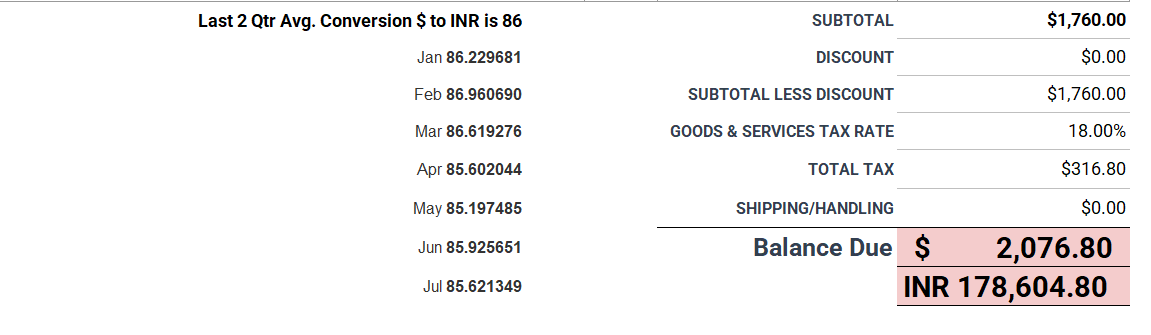 Last 2 Qtr Avg. Conversion $ to INR is 86
Jan 86.229681
Feb 86.960690
Mar 86.619276
Apr 85.602044
May 85.197485
Jun 85.925651
Jul 85.621349
SUBTOTAL $1,760.00
DISCOUNT $0.00
SUBTOTAL LESS DISCOUNT $1,760.00
GOODS & SERVICES TAX RATE 18.00%
TOTAL TAX $316.80
SHIPPING/HANDLING $0.00
Balance Due $ 2,076.80
INR 178,604.80